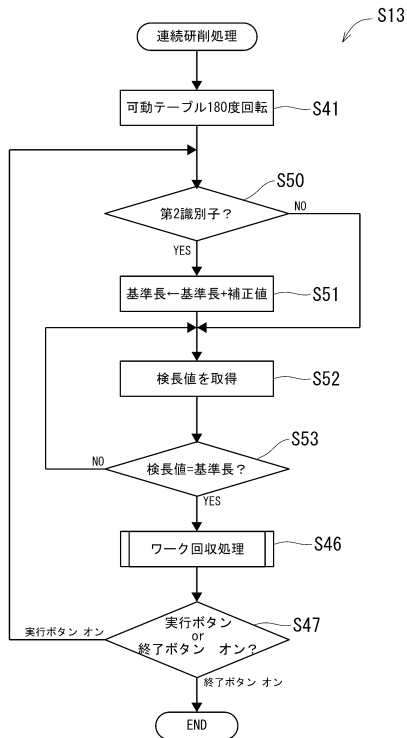 S13
連続研削処理
可動テーブル180度回転
S41
S50
第2識別子？
NO
YES
基準長←基準長+補正値
S51
検長値を取得
S52
S53
検長値=基準長？
NO
YES
ワーク回収処理
S46
実行ボタン
or
終了ボタン　オン？
S47
実行ボタン オン
終了ボタン オン
END